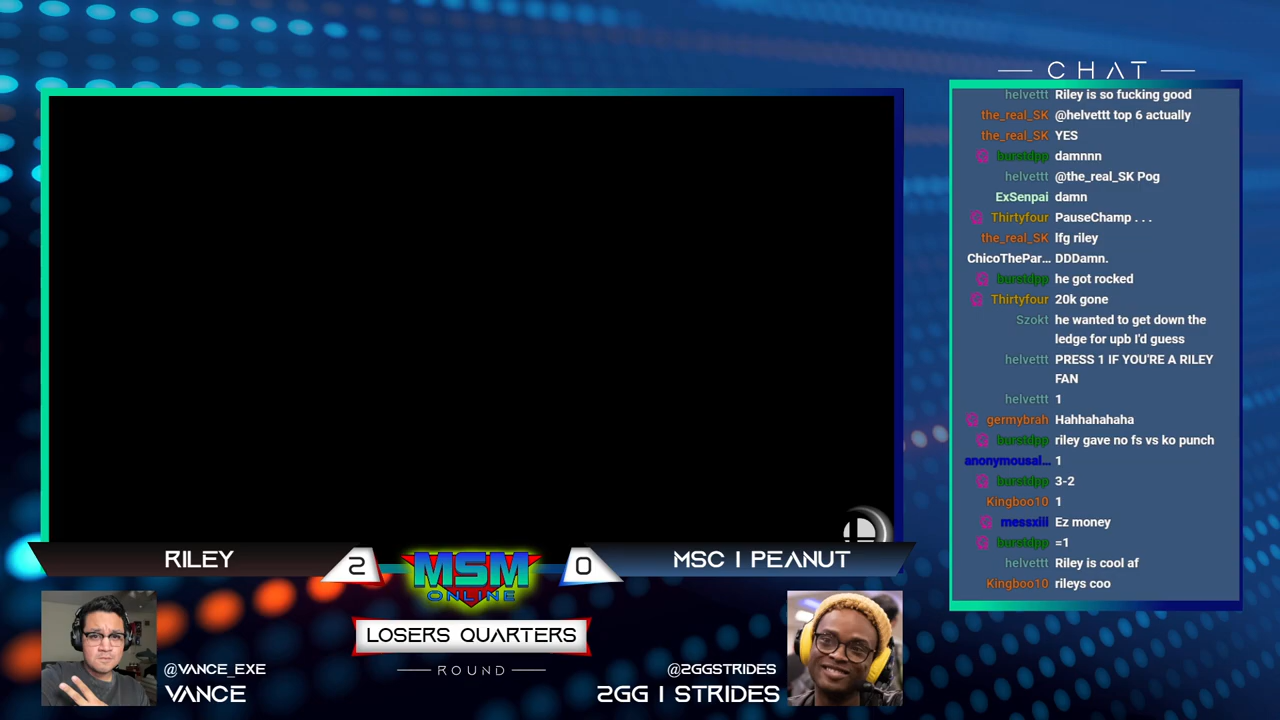 CHAT
helvettt Riley is so fucking good
the_real_SK @helvettt top 6 actually
the_real_SK YES
burstdpp damnnn
helvettt @the_real_SK Pog
ExSenpai damn
Thirtyfour PauseChamp . . .
the_real_SK lfg riley
ChicoThePar... DDDamn.
burstdpp he got rocked
Thirtyfour 20k gone
Szokt he wanted to get down the
ledge for upb I'd guess
helvettt PRESS 1 IF YOU'RE A RILEY
FAN
helvettt 1
germybrah Hahhahahaha
burstdpp riley gave no fs vs ko punch
anonymousal... 1
burstdpp 3-2
Kingboo10 1
messxiii Ez money
burstdpp =1
helvettt Riley is cool af
Kingboo10 rileys coo
RILEY 2 MSM 0 MSC | PEANUT
ONLINE
LOSERS QUARTERS
ROUND
@VANCE_EXE
VANCE
@2GGSTRIDES
2GG | STRIDES